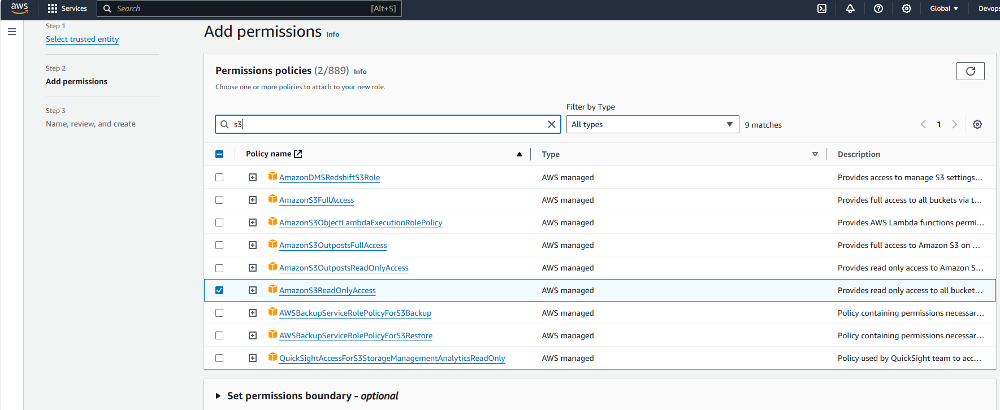 aws
Services
Search
[Alt+S]
Global
Devops
Step 1
Select trusted entity
Step 2
Add permissions
Step 3
Name, review, and create
Add permissions Info
Permissions policies (2/889) Info
Choose one or more policies to attach to your new role.
Filter by Type
s3
All types
9 matches
1
Policy name Type Description
AmazonDMSRedshiftS3Role AWS managed Provides access to manage S3 settings...
AmazonS3FullAccess AWS managed Provides full access to all buckets via t...
AmazonS3ObjectLambdaExecutionRolePolicy AWS managed Provides AWS Lambda functions permi...
AmazonS3OutpostsFullAccess AWS managed Provides full access to Amazon S3 on ...
AmazonS3OutpostsReadOnlyAccess AWS managed Provides read only access to Amazon S...
AmazonS3ReadOnlyAccess AWS managed Provides read only access to all bucket...
AWSBackupServiceRolePolicyForS3Backup AWS managed Policy containing permissions necessar...
AWSBackupServiceRolePolicyForS3Restore AWS managed Policy containing permissions necessar...
QuickSightAccessForS3StorageManagementAnalyticsReadOnly AWS managed Policy used by QuickSight team to acc...
Set permissions boundary - optional